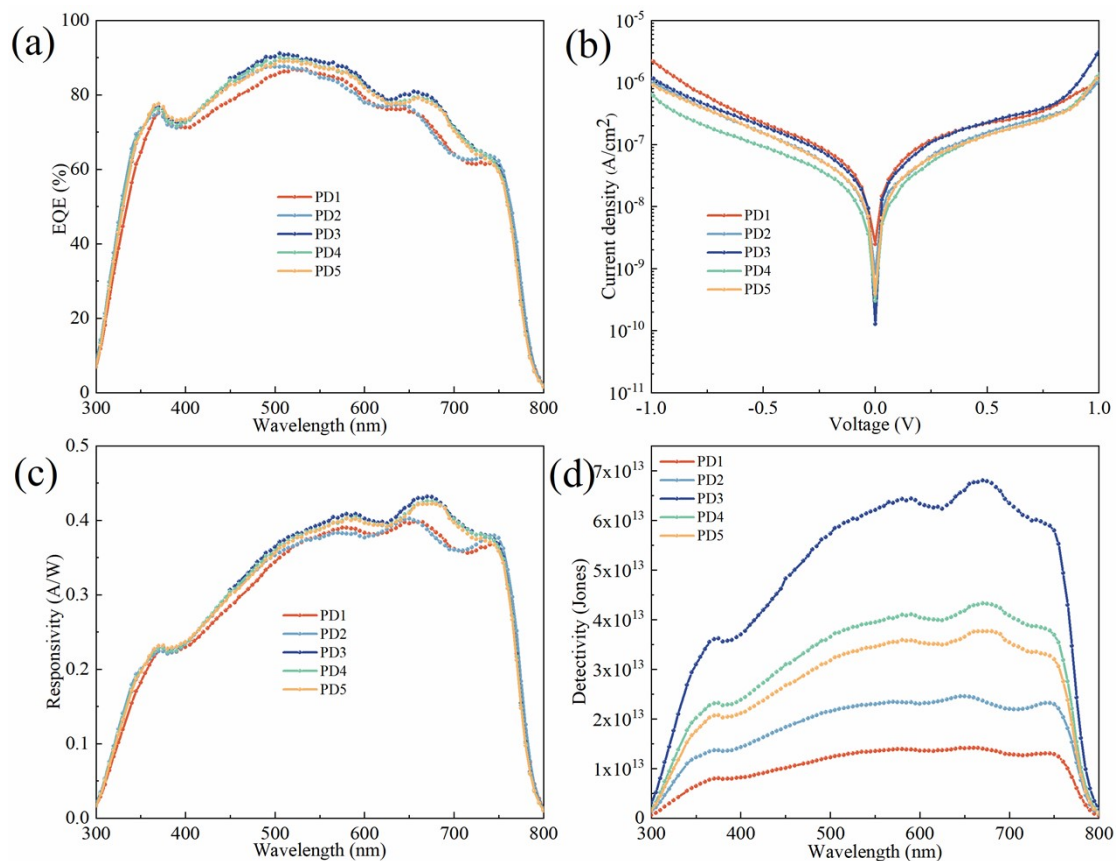 (a)
100
80
60
40
20
0
EQE (%)
PD1
PD2
PD3
PD4
PD5
300 400 500 600 700 800
Wavelength (nm)
(b)
10-5
10-6
10-7
10-8
10-9
10-10
10-11
Current density (A/cm2)
PD1
PD2
PD3
PD4
PD5
-1.0 -0.5 0.0 0.5 1.0
Voltage (V)
(c)
0.5
0.4
0.3
0.2
0.1
0.0
Responsivity (A/W)
PD1
PD2
PD3
PD4
PD5
300 400 500 600 700 800
Wavelength (nm)
(d)
PD1
PD2
PD3
PD4
PD5
7x10^13
6x10^13
5x10^13
4x10^13
3x10^13
2x10^13
1x10^13
Detectivity (Jones)
300 400 500 600 700 800
Wavelength (nm)